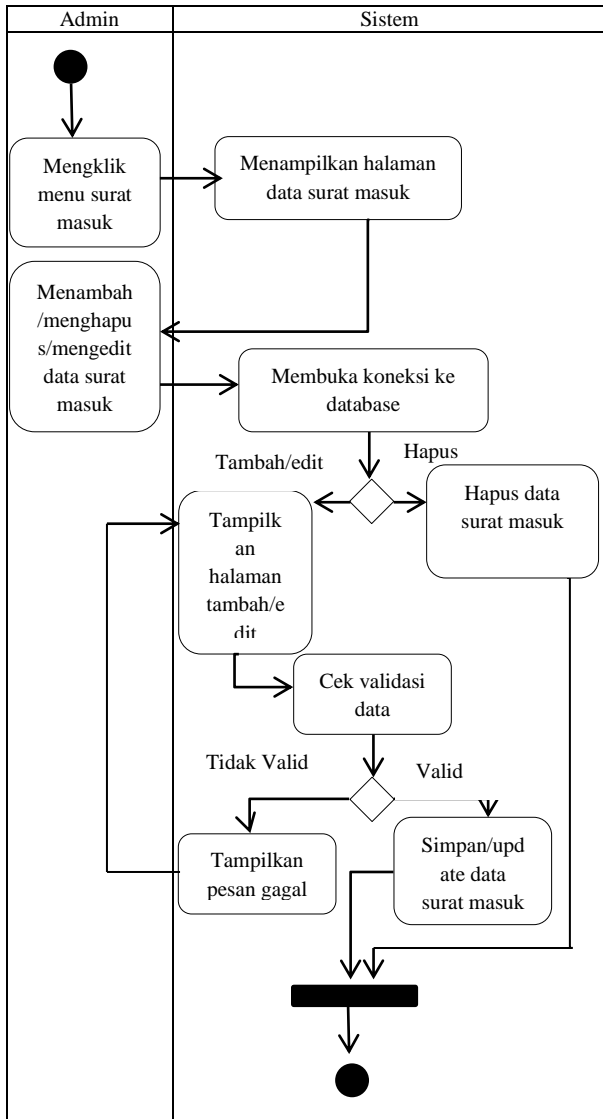 Admin
Sistem
Mengklik
menu surat
masuk
Menampilkan halaman
data surat masuk
Menambah
/menghapu
s/mengedit
data surat
masuk
Membuka koneksi ke
database
Tambah/edit
Hapus
Tampilk
an
halaman
tambah/e
dit
Hapus data
surat masuk
Cek validasi
data
Tidak Valid
Valid
Tampilkan
pesan gagal
Simpan/upd
ate data
surat masuk